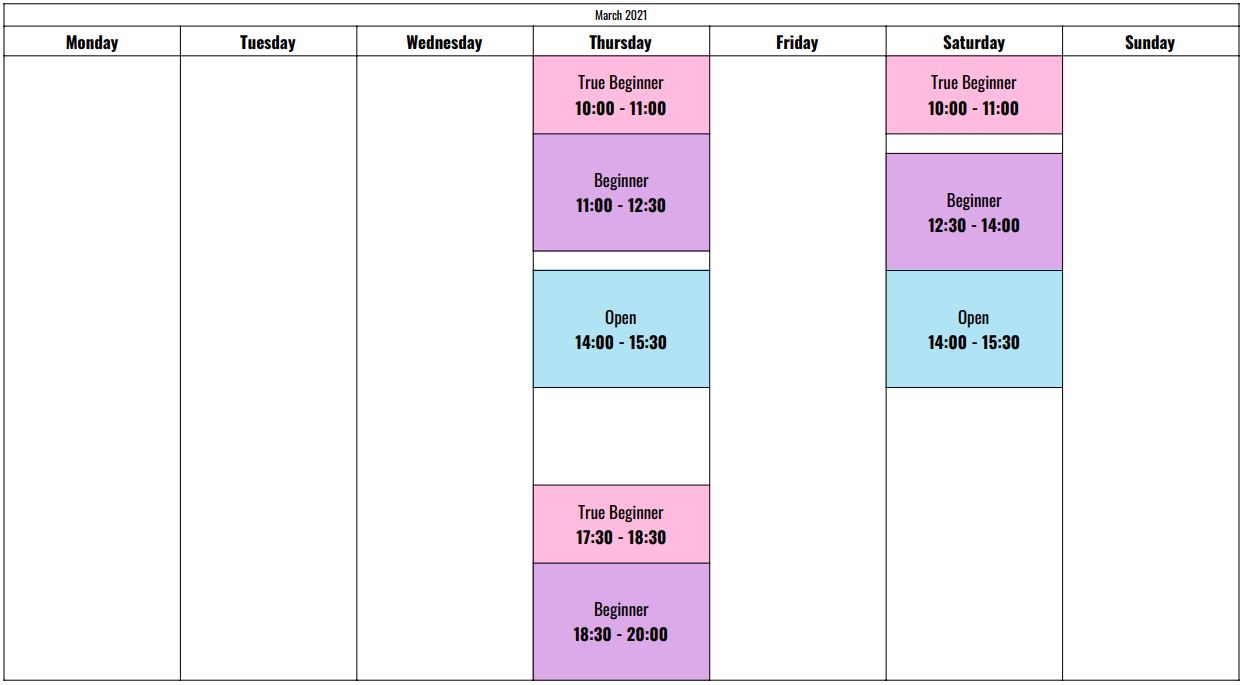 March 2021
Monday Tuesday Wednesday Thursday Friday Saturday Sunday
True Beginner
10:00 - 11:00
Beginner
11:00 - 12:30
Open
14:00 - 15:30
True Beginner
17:30 - 18:30
Beginner
18:30 - 20:00
True Beginner
10:00 - 11:00
Beginner
12:30 - 14:00
Open
14:00 - 15:30